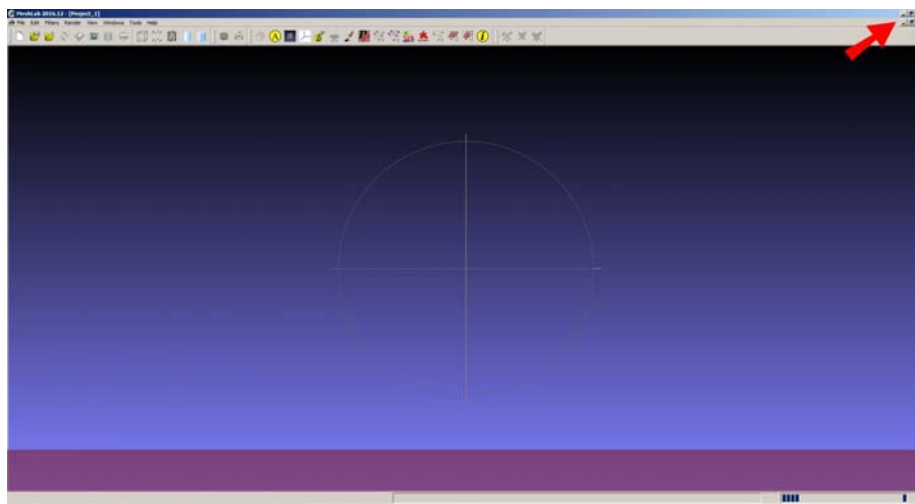 MeshLab 2016.12 - [Project_1]
File Edit Filters Render View Windows Tools Help
A
i